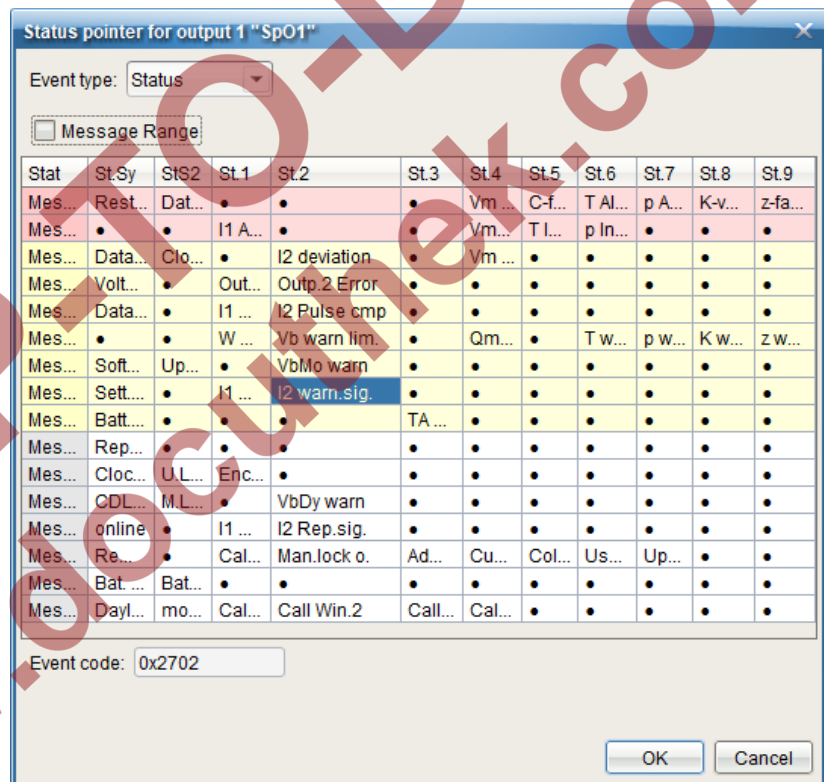 Status pointer for output 1 "SpO1"
Event type: Status
Message Range
Stat St.Sy StS2 St.1 St.2 St.3 St.4 St.5 St.6 St.7 St.8 St.9
Mes... Rest... Dat... ● ● ● Vm ... C-f... T Al... p A... K-v... z-fa...
Mes... ● ● I1 A... ● ● Vm... T l... p In... ● ● ●
Mes... Data... Clo... ● I2 deviation ● Vm ... ● ● ● ● ●
Mes... Volt... ● Out... Outp.2 Error ● ● ● ● ● ● ●
Mes... Data... ● I1 ... I2 Pulse cmp ● ● ● ● ● ● ●
Mes... ● ● W ... Vb warn lim. ● Qm... ● T w... p w... K w... z w...
Mes... Soft... Up... ● VbMo warn ● ● ● ● ● ● ●
Mes... Sett... ● I1 ... I2 warn.sig. ● ● ● ● ● ● ●
Mes... Batt... ● ● ● TA ... ● ● ● ● ● ●
Mes... Rep... ● ● ● ● ● ● ● ● ● ●
Mes... Cloc... U.L... Enc... ● ● ● ● ● ● ● ●
Mes... CDL... M.L... ● VbDy warn ● ● ● ● ● ● ●
Mes... online ● I1 ... I2 Rep.sig. ● ● ● ● ● ● ●
Mes... Re... ● Cal... Man.lock o. Ad... Cu... Col... Us... Up... ● ●
Mes... Bat. ... Bat... ● ● ● ● ● ● ● ● ●
Mes... Dayl... mo... Cal... Call Win.2 Call... Cal... ● ● ● ● ●
Event code: 0x2702
OK Cancel